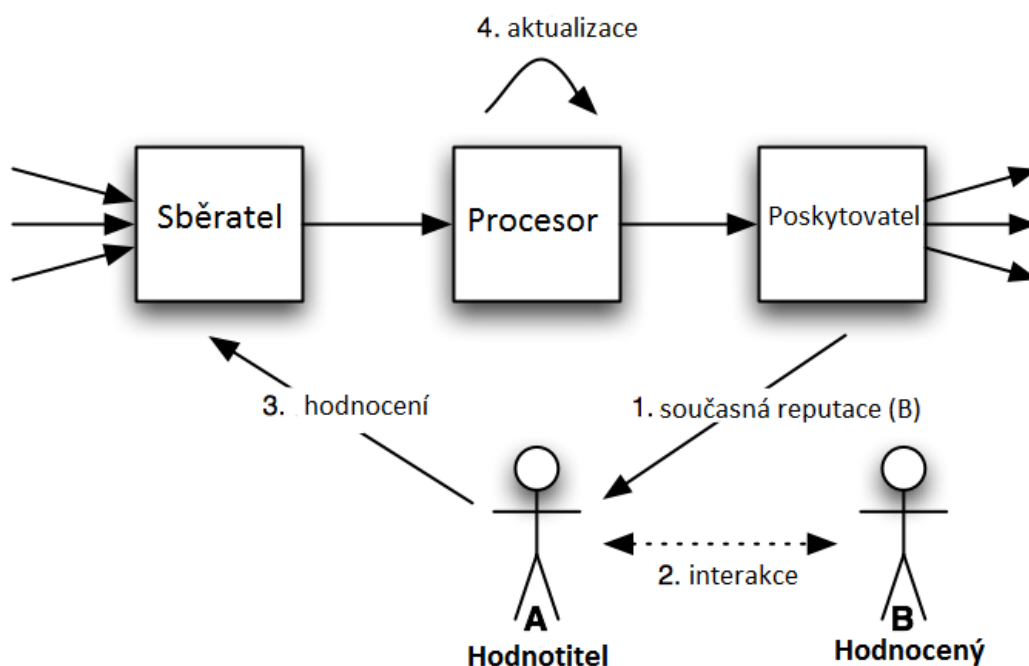 4. aktualizace
Sběratel
Procesor
Poskytovatel
3. hodnocení
1. současná reputace (B)
2. interakce
A
B
Hodnotitel
Hodnocený